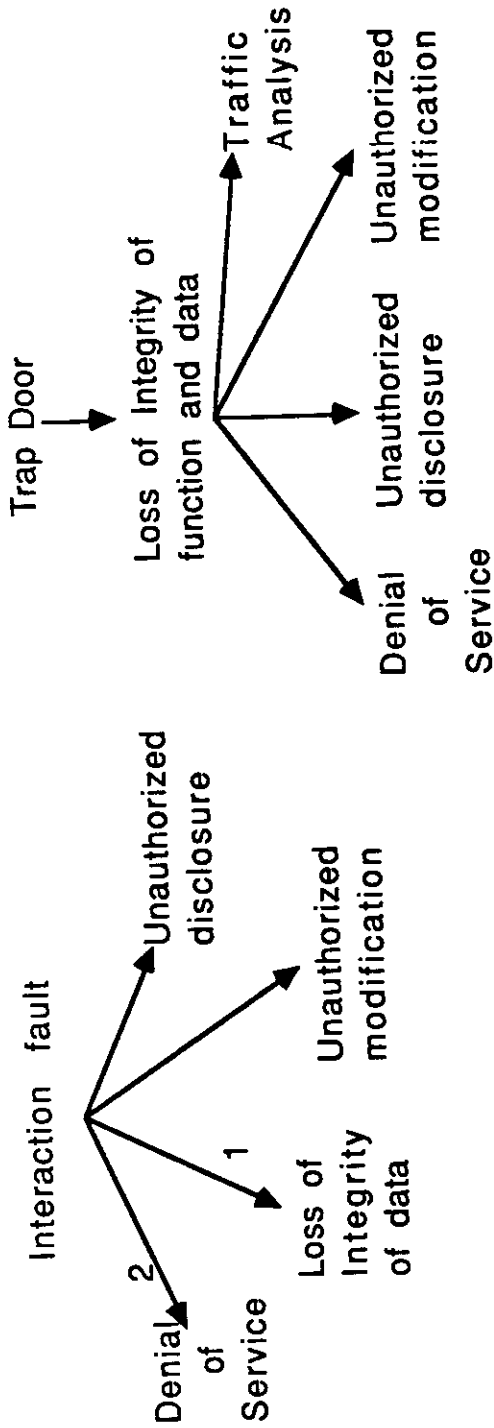 Interaction fault
2
Denial
of
Service
1
Loss of
Integrity
of data
Unauthorized
modification
Unauthorized
disclosure
Trap Door
Loss of Integrity of
function and data
Denial
of
Service
Unauthorized
disclosure
Unauthorized
modification
Traffic
Analysis